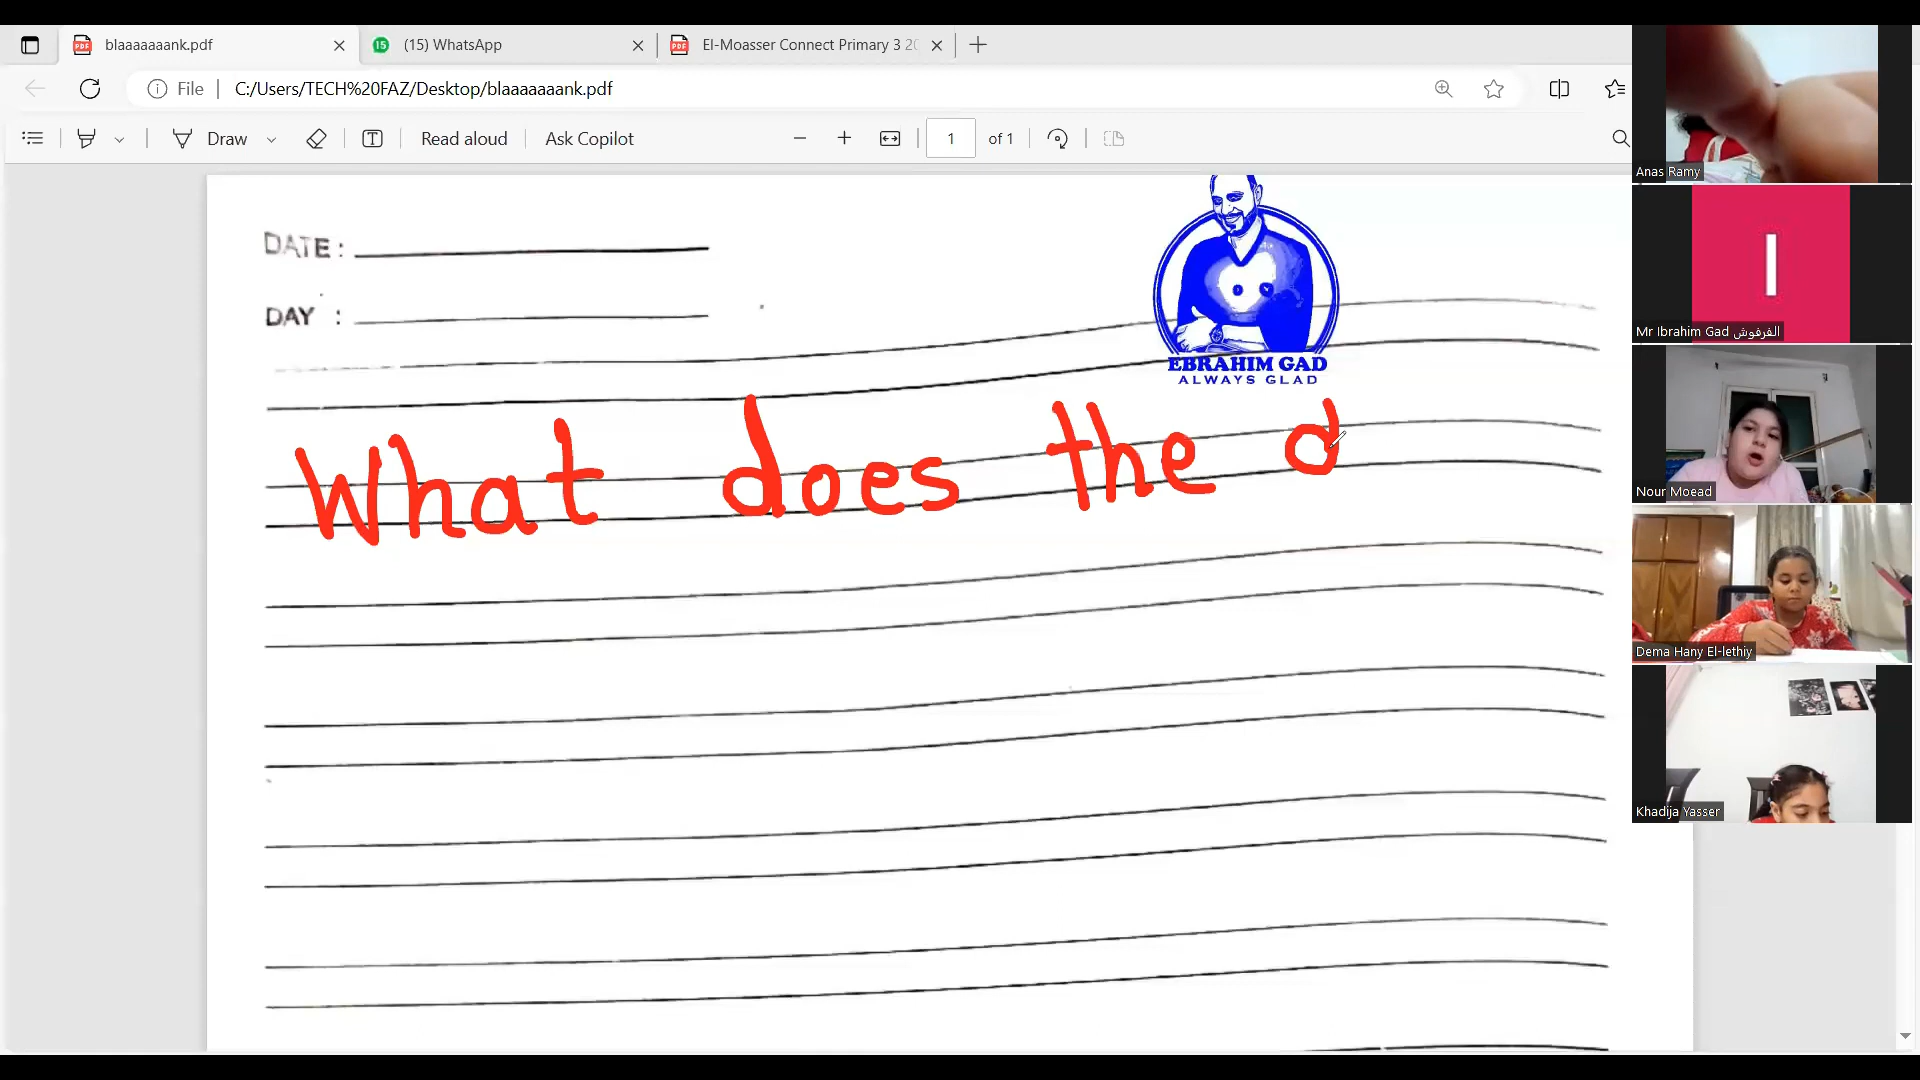 blaaaaaaank.pdf
(15) WhatsApp
El-Moasser Connect Primary 3 20
File
C:/Users/TECH%20FAZ/Desktop/blaaaaaaank.pdf
Draw
Read aloud
Ask Copilot
1
of 1
DATE :
DAY :
EBRAHIM GAD
ALWAYS GLAD
What does the d
Anas Ramy
I
Mr Ibrahim Gad الفرفوش
Nour Moead
Dema Hany El-lethiy
Khadija Yasser